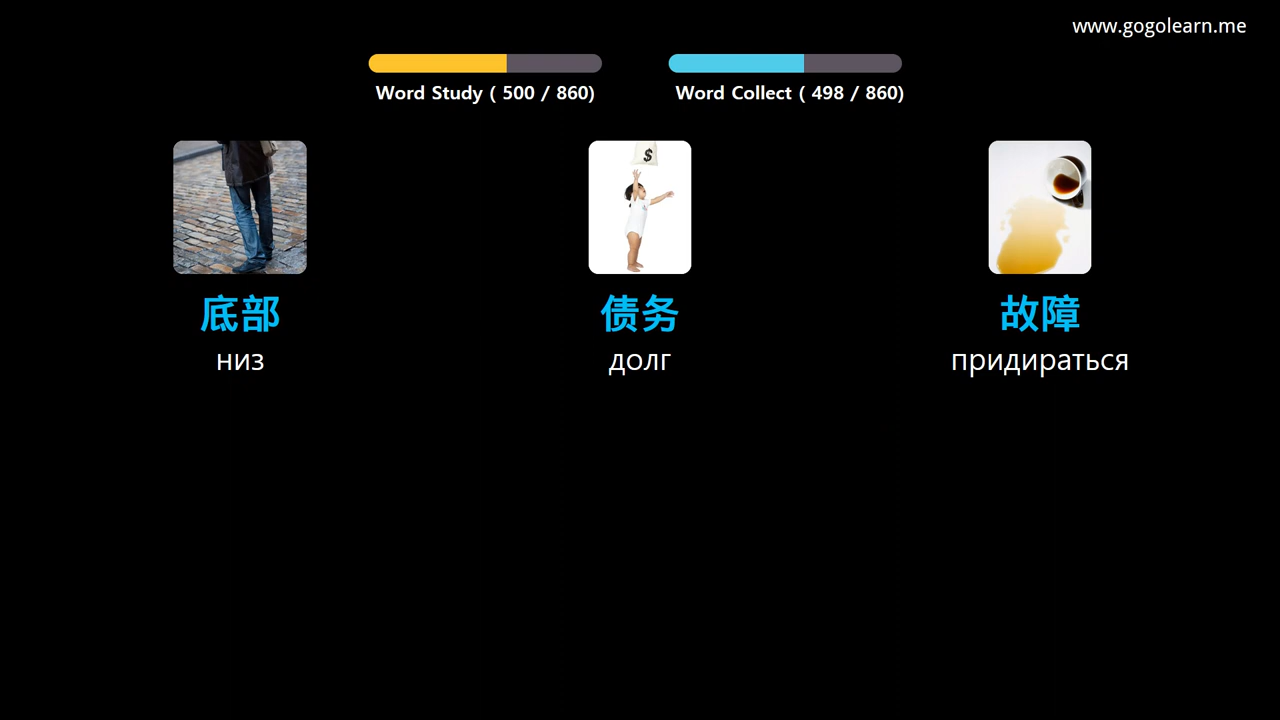 www.gogolearn.me
Word Study ( 500 / 860)
Word Collect ( 498 / 860)
$
底部
债务
故障
низ
долг
придираться